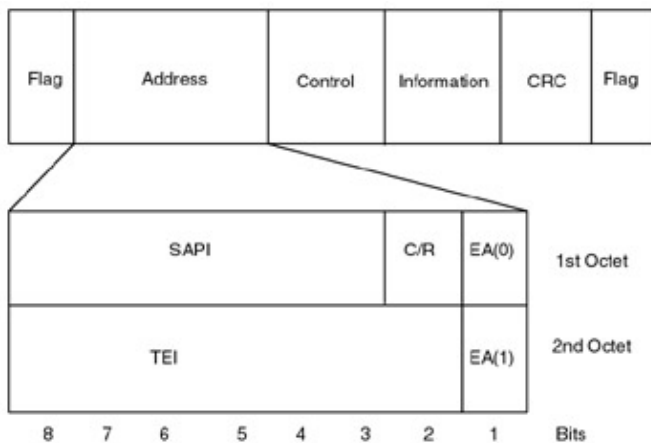 Flag Address Control Information CRC Flag
SAPI C/R EA(0) 1st Octet
TEI EA(1) 2nd Octet
8 7 6 5 4 3 2 1 Bits